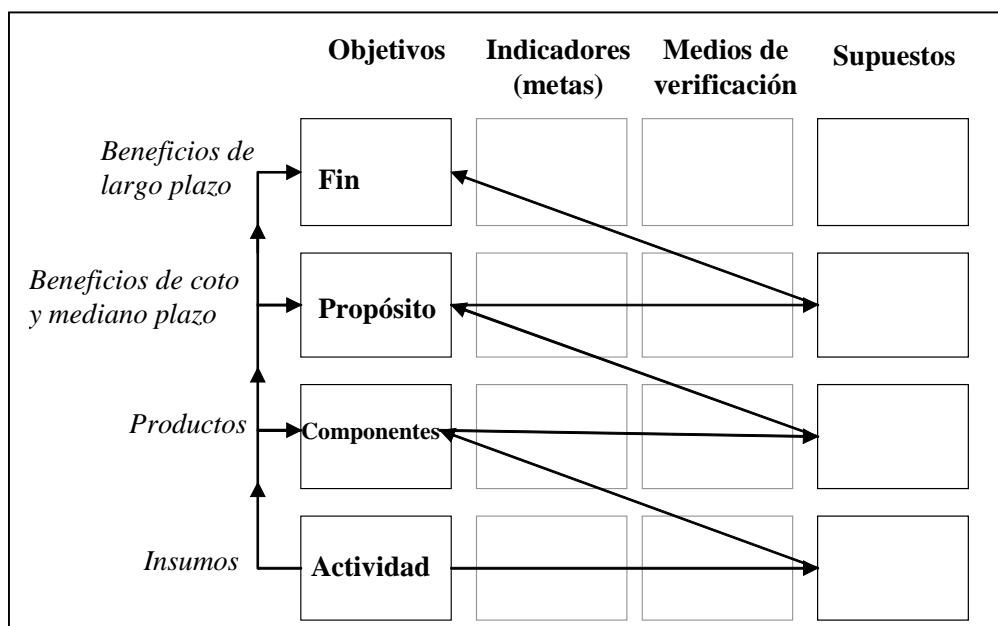 Objetivos
Indicadores
(metas)
Medios de
verificación
Supuestos
Beneficios de
largo plazo
Fin
Beneficios de coto
y mediano plazo
Propósito
Productos
Componentes
Insumos
Actividad